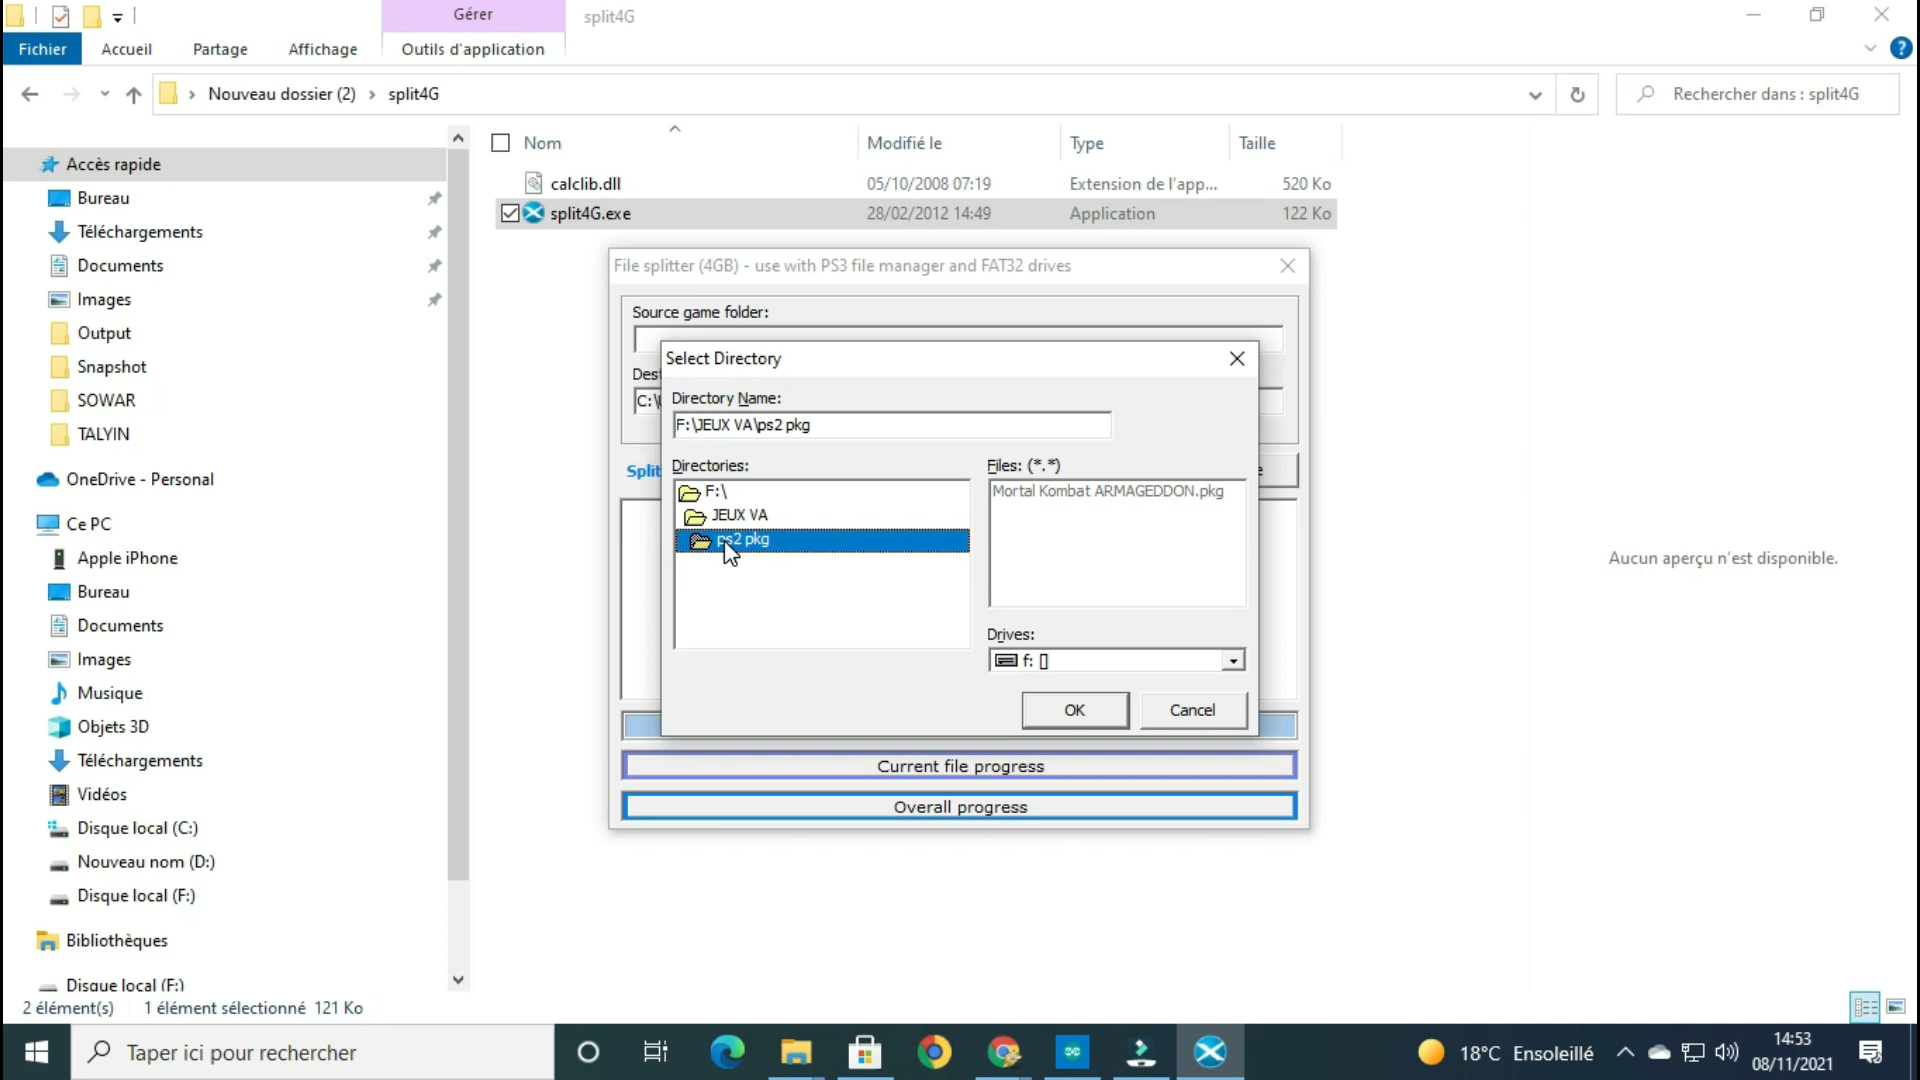 Gérer
split4G
Fichier
Accueil
Partage
Affichage
Outils d'application
Nouveau dossier (2) › split4G
Rechercher dans : split4G
Nom
Modifié le
Type
Taille
calclib.dll
05/10/2008 07:19
Extension de l'app...
520 Ko
split4G.exe
28/02/2012 14:49
Application
122 Ko
Accès rapide
Bureau
Téléchargements
Documents
Images
Output
Snapshot
SOWAR
TALYIN
OneDrive - Personal
Ce PC
Apple iPhone
Bureau
Documents
Images
Musique
Objets 3D
Téléchargements
Vidéos
Disque local (C:)
Nouveau nom (D:)
Disque local (F:)
Bibliothèques
Disque local (F:)
File splitter (4GB) - use with PS3 file manager and FAT32 drives
Source game folder:
Dest
C:\
Split
Select Directory
Directory Name:
F:\JEUX VA\ps2 pkg
Directories:
F:\
JEUX VA
ps2 pkg
Files: (*.*)
Mortal Kombat ARMAGEDDON.pkg
Drives:
f: []
OK
Cancel
Current file progress
Overall progress
Aucun aperçu n'est disponible.
2 élément(s)
1 élément sélectionné 121 Ko
Taper ici pour rechercher
18°C Ensoleillé
14:53
08/11/2021